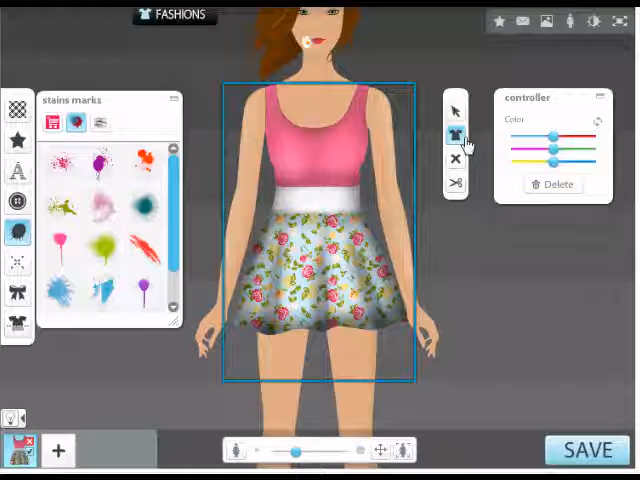 FASHIONS
stains marks
controller
Color
Delete
SAVE